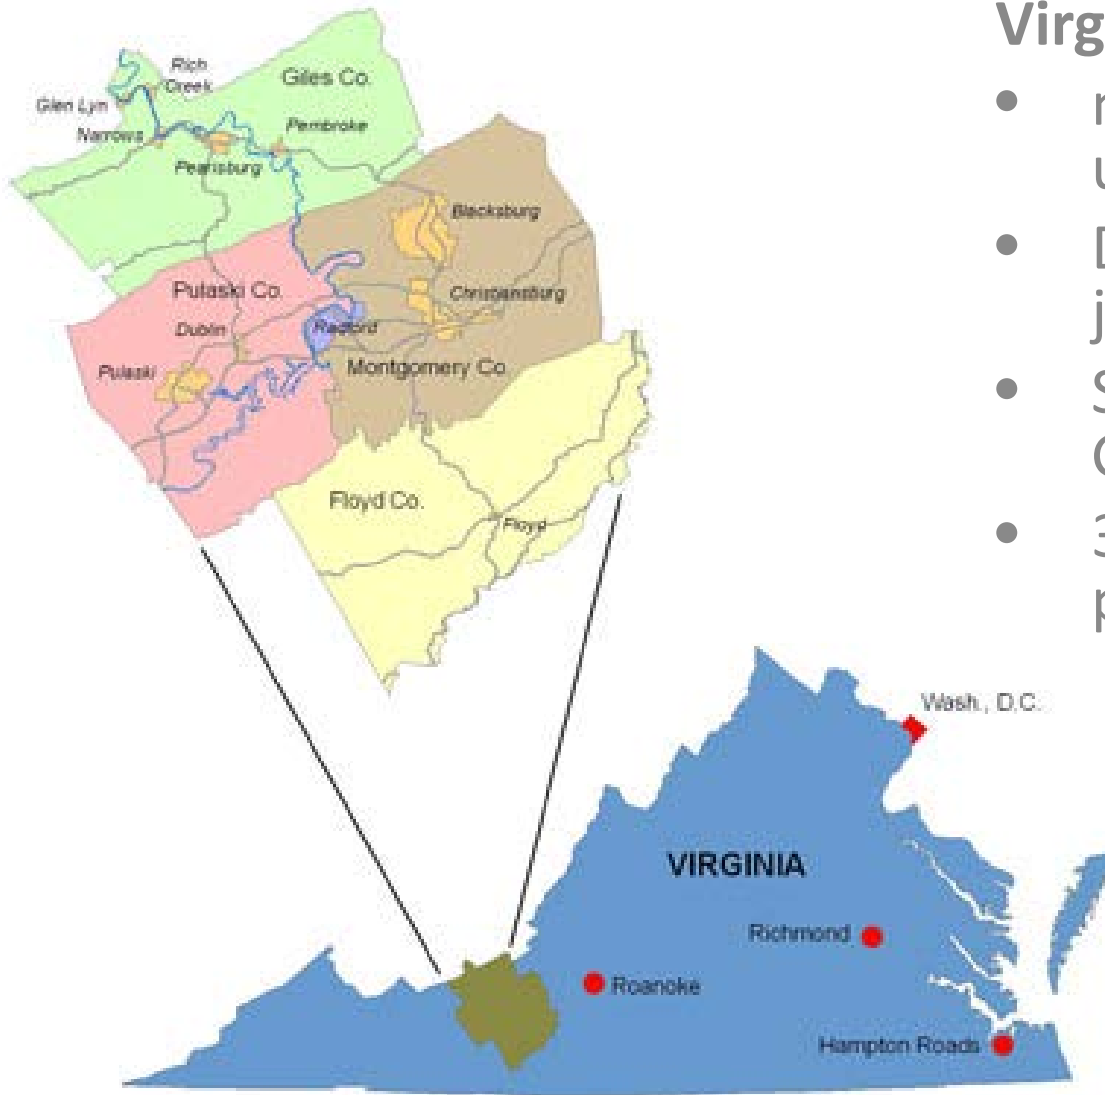 Virg
Rich
Creek
Giles Co.
Glen Lyn
Narrows
Pembroke
Pearisburg
Blacksburg
Pulaski Co.
Christiansburg
Dublin
Radford
Pulaski
Montgomery Co.
Floyd Co.
Floyd
Wash., D.C.
VIRGINIA
Richmond
Roanoke
Hampton Roads